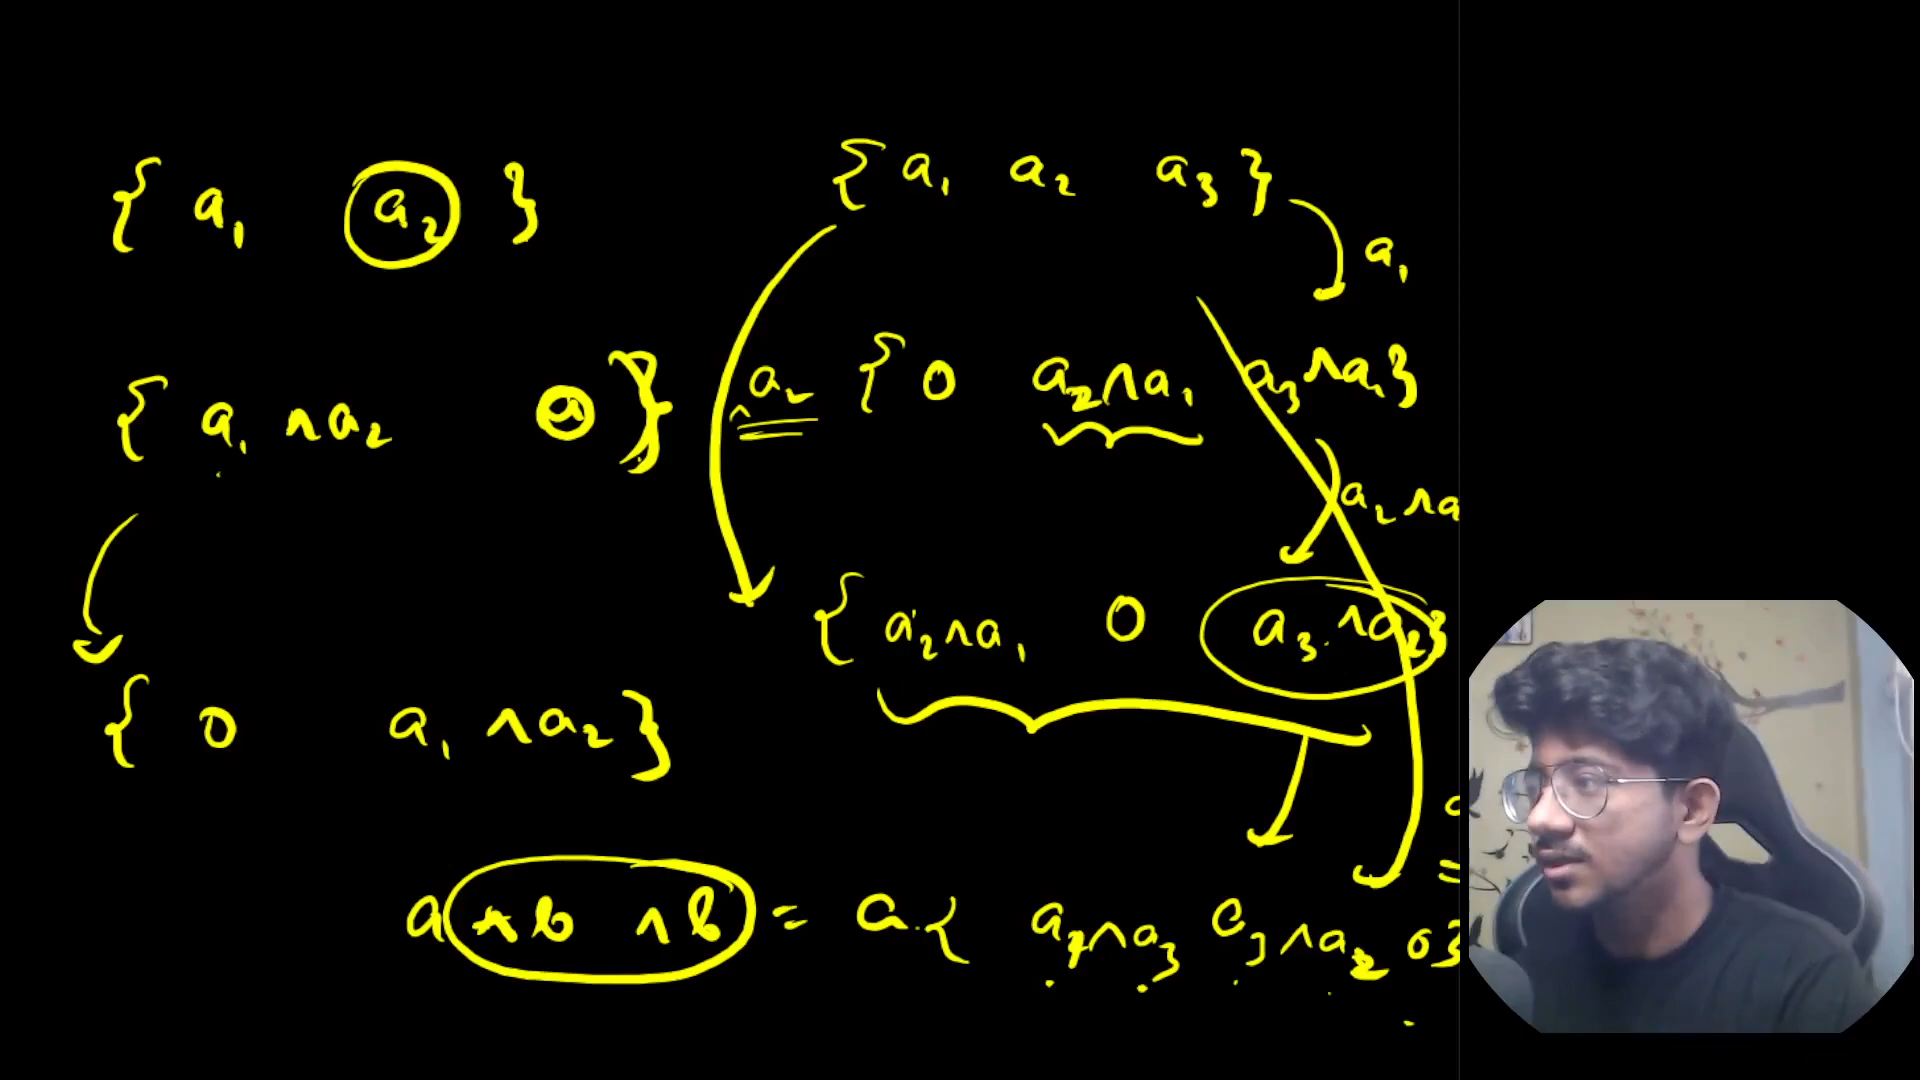 { a₁ a₂ }
{ a₁ ∧a₂ }
{ 0 a₁ ∧a₂ }
{ a₁ a₂ a₃ }
a₁
^a₂ { 0 a₂∧a₁ a₃∧a₁ }
a₂∧a
{ a₂∧a₁ 0 a₃∧a₂ }
a ∧b ∧b = a { a₂∧a₃ a₃∧a₂ 0 }